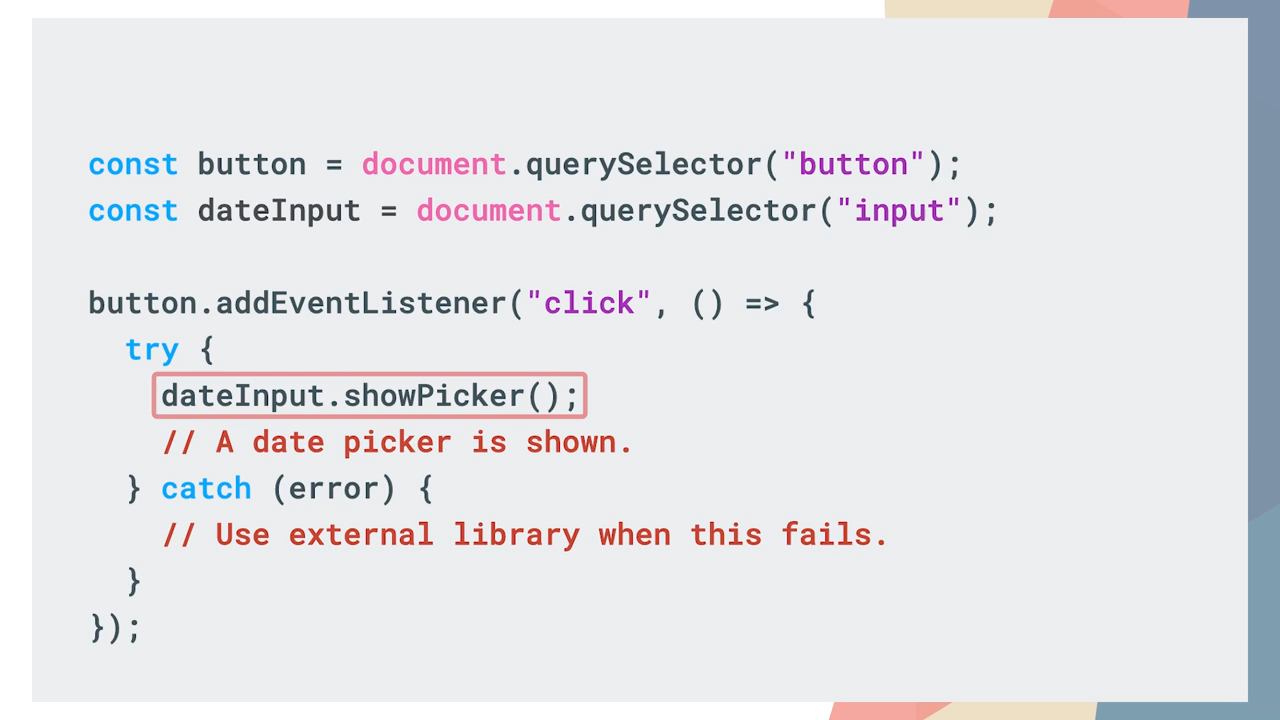 const button = document.querySelector("button");
const dateInput = document.querySelector("input");
button.addEventListener("click", () => {
try {
dateInput.showPicker();
// A date picker is shown.
} catch (error) {
// Use external library when this fails.
}
});